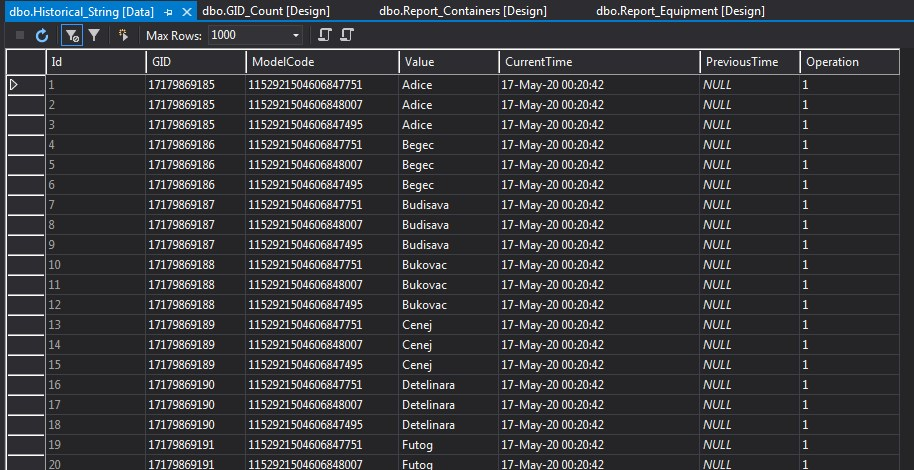 dbo.Historical_String [Data] dbo.GID_Count [Design] dbo.Report_Containers [Design] dbo.Report_Equipment [Design]
Max Rows: 1000
Id GID ModelCode Value CurrentTime PreviousTime Operation
1 17179869185 1152921504606847751 Adice 17-May-20 00:20:42 NULL 1
2 17179869185 1152921504606848007 Adice 17-May-20 00:20:42 NULL 1
3 17179869185 1152921504606847495 Adice 17-May-20 00:20:42 NULL 1
4 17179869186 1152921504606847751 Begec 17-May-20 00:20:42 NULL 1
5 17179869186 1152921504606848007 Begec 17-May-20 00:20:42 NULL 1
6 17179869186 1152921504606847495 Begec 17-May-20 00:20:42 NULL 1
7 17179869187 1152921504606847751 Budisava 17-May-20 00:20:42 NULL 1
8 17179869187 1152921504606848007 Budisava 17-May-20 00:20:42 NULL 1
9 17179869187 1152921504606847495 Budisava 17-May-20 00:20:42 NULL 1
10 17179869188 1152921504606847751 Bukovac 17-May-20 00:20:42 NULL 1
11 17179869188 1152921504606848007 Bukovac 17-May-20 00:20:42 NULL 1
12 17179869188 1152921504606847495 Bukovac 17-May-20 00:20:42 NULL 1
13 17179869189 1152921504606847751 Cenej 17-May-20 00:20:42 NULL 1
14 17179869189 1152921504606848007 Cenej 17-May-20 00:20:42 NULL 1
15 17179869189 1152921504606847495 Cenej 17-May-20 00:20:42 NULL 1
16 17179869190 1152921504606847751 Detelinara 17-May-20 00:20:42 NULL 1
17 17179869190 1152921504606848007 Detelinara 17-May-20 00:20:42 NULL 1
18 17179869190 1152921504606847495 Detelinara 17-May-20 00:20:42 NULL 1
19 17179869191 1152921504606847751 Futog 17-May-20 00:20:42 NULL 1
20 17179869191 1152921504606848007 Futog 17-May-20 00:20:42 NULL 1